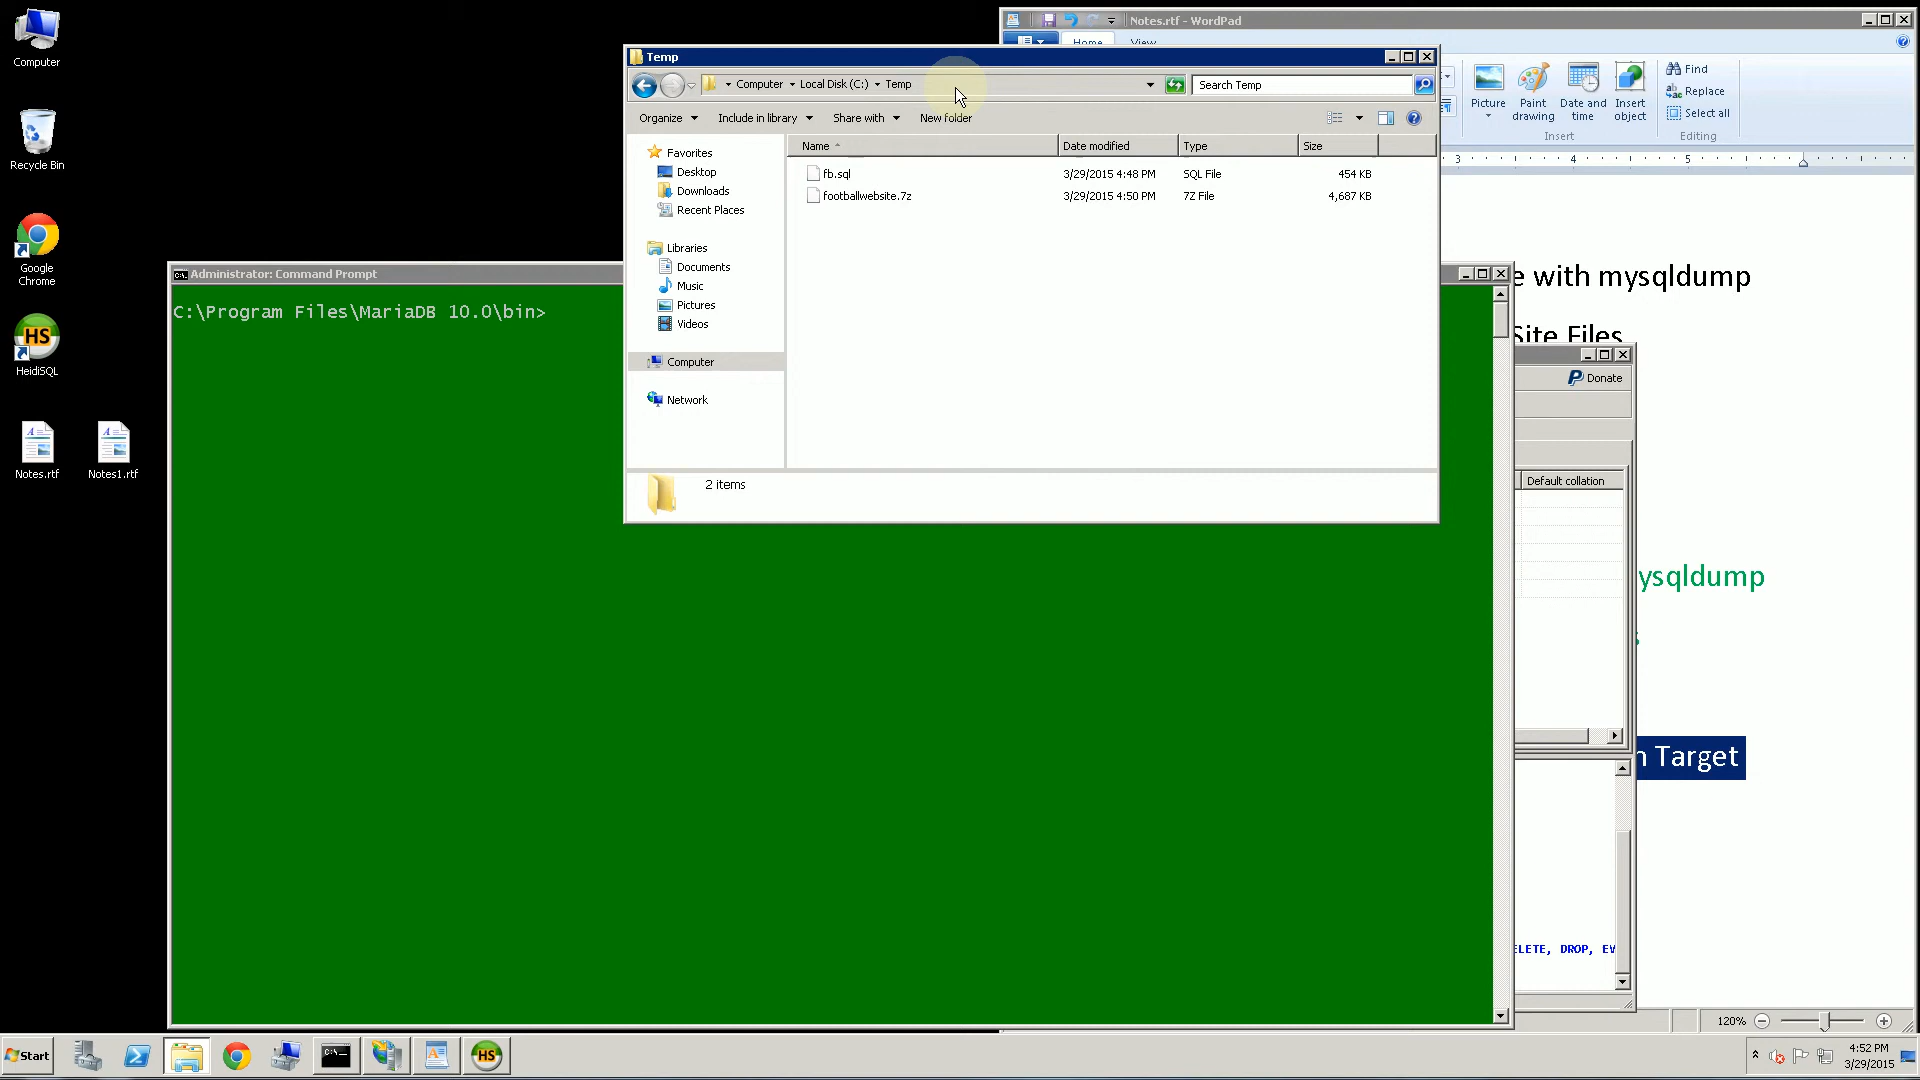 Computer
Recycle Bin
Google
Chrome
HeidiSQL
Notes.rtf
Notes1.rtf
Notes.rtf - WordPad
Home
View
Picture
Paint
drawing
Date and
time
Insert
object
Insert
Find
Replace
Select all
Editing
3
4
5
e with mysqldump
Site Files
ysqldump
n Target
120%
Temp
Computer
Local Disk (C:)
Temp
Search Temp
Organize
Include in library
Share with
New folder
Name
Date modified
Type
Size
fb.sql 3/29/2015 4:48 PM SQL File 454 KB
footballwebsite.7z 3/29/2015 4:50 PM 7Z File 4,687 KB
Favorites
Desktop
Downloads
Recent Places
Libraries
Documents
Music
Pictures
Videos
Computer
Network
2 items
Administrator: Command Prompt
C:\Program Files\MariaDB 10.0\bin>
Donate
Default collation
ELETE, DROP, EV
Start
C:\.
HS
4:52 PM
3/29/2015